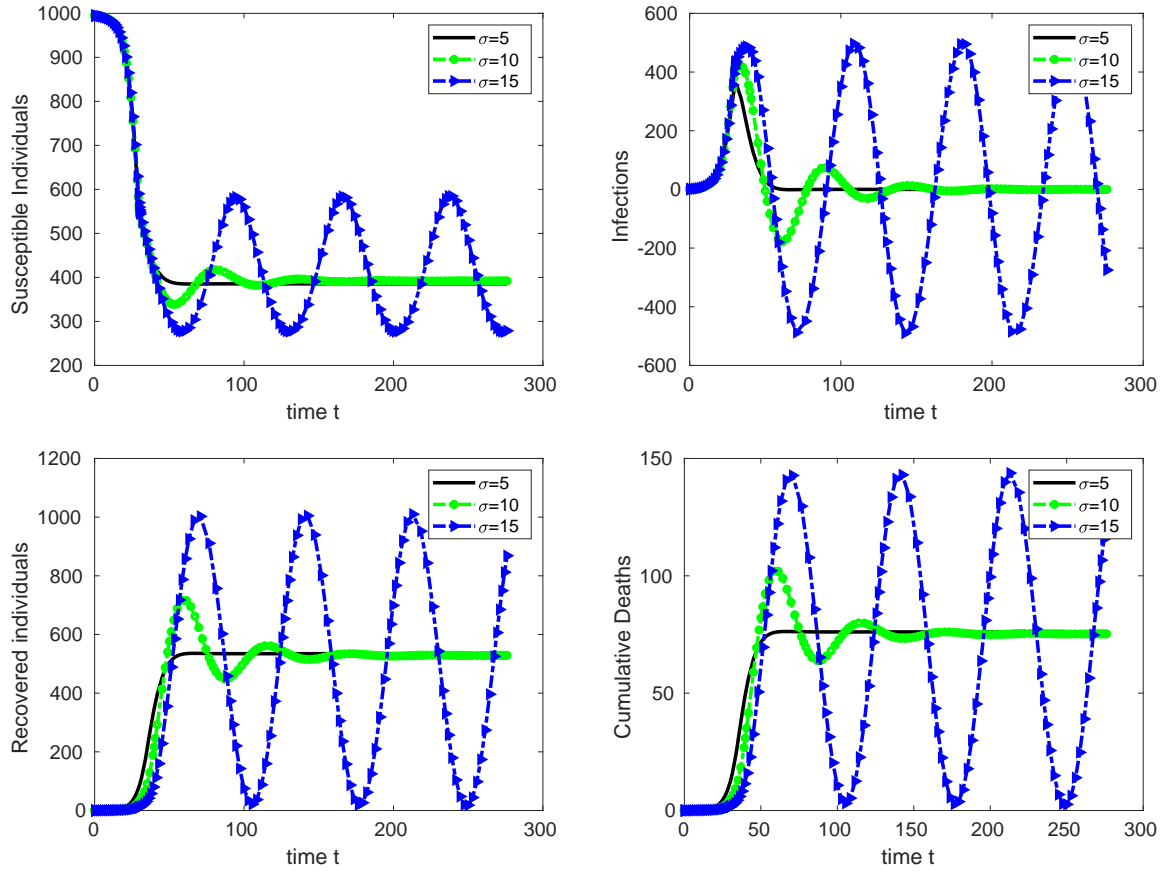 1000
900
800
700
600
500
400
300
200
0 100 200 300
time t
Susceptible Individuals
σ=5
σ=10
σ=15
600
400
200
0
-200
-400
-600
0 100 200 300
time t
Infections
σ=5
σ=10
σ=15
1200
1000
800
600
400
200
0
0 100 200 300
time t
Recovered individuals
σ=5
σ=10
σ=15
150
100
50
0
0 50 100 150 200 250 300
time t
Cumulative Deaths
σ=5
σ=10
σ=15